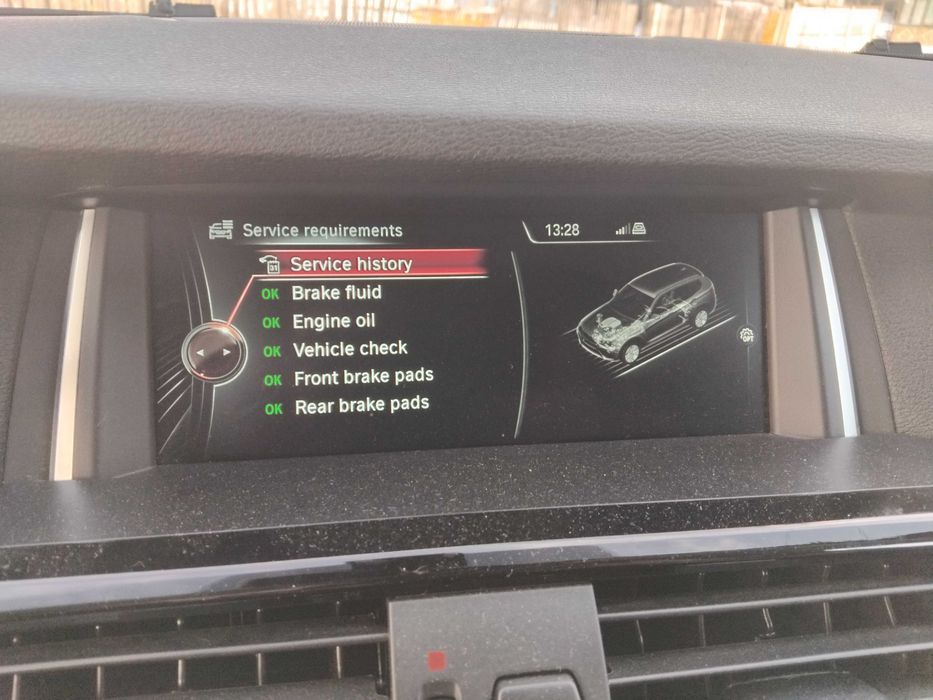 Service requirements
13:28
31
Service history
OK Brake fluid
OK Engine oil
OK Vehicle check
OK Front brake pads
OK Rear brake pads
OPT